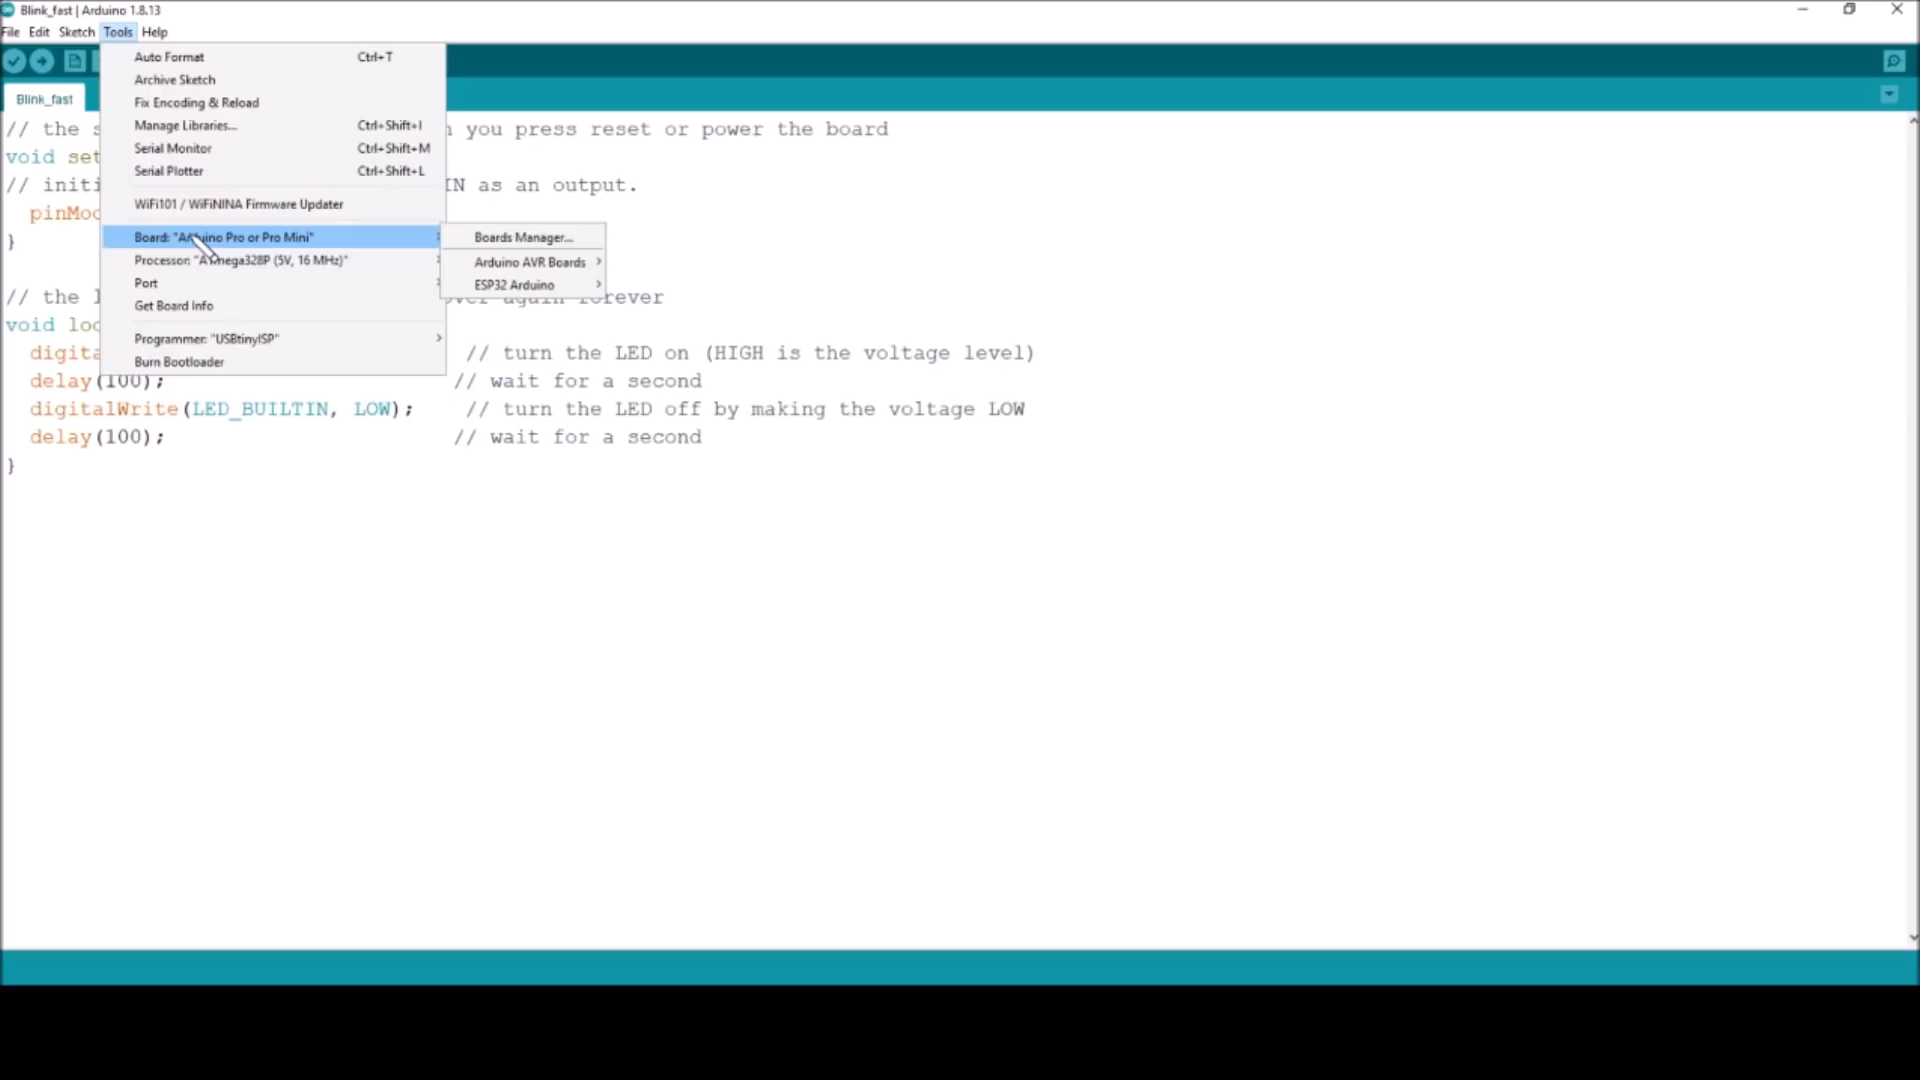 Blink_fast | Arduino 1.8.13
File Edit Sketch Tools Help
Auto Format Ctrl+T
Archive Sketch
Fix Encoding & Reload
Manage Libraries... Ctrl+Shift+I
Serial Monitor Ctrl+Shift+M
Serial Plotter Ctrl+Shift+L
WiFi101 / WiFiNINA Firmware Updater
Board: "Arduino Pro or Pro Mini"
Processor: "ATmega328P (5V, 16 MHz)"
Port
Get Board Info
Programmer: "USBtinyISP"
Burn Bootloader
Boards Manager...
Arduino AVR Boards
ESP32 Arduino
Blink_fast
// the s you press reset or power the board
void set
// initi IN as an output.
pinMod
}
// the l over again forever
void loo
digita // turn the LED on (HIGH is the voltage level)
delay(100); // wait for a second
digitalWrite(LED_BUILTIN, LOW); // turn the LED off by making the voltage LOW
delay(100); // wait for a second
}